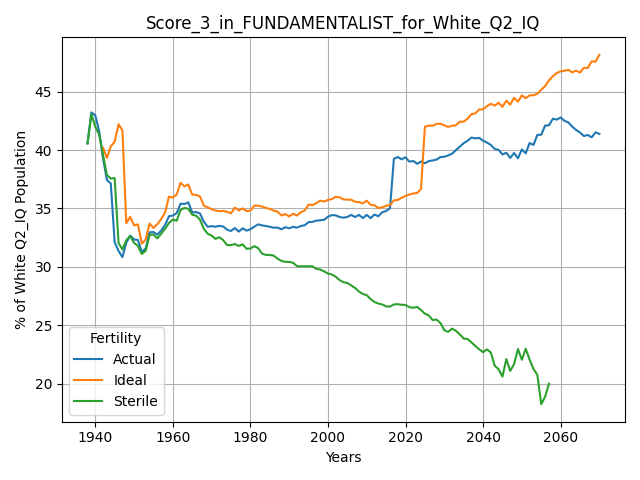 Score_3_in_FUNDAMENTALIST_for_White_Q2_IQ
% of White Q2_IQ Population
45
40
35
30
25
20
Fertility
Actual
Ideal
Sterile
1940 1960 1980 2000 2020 2040 2060
Years